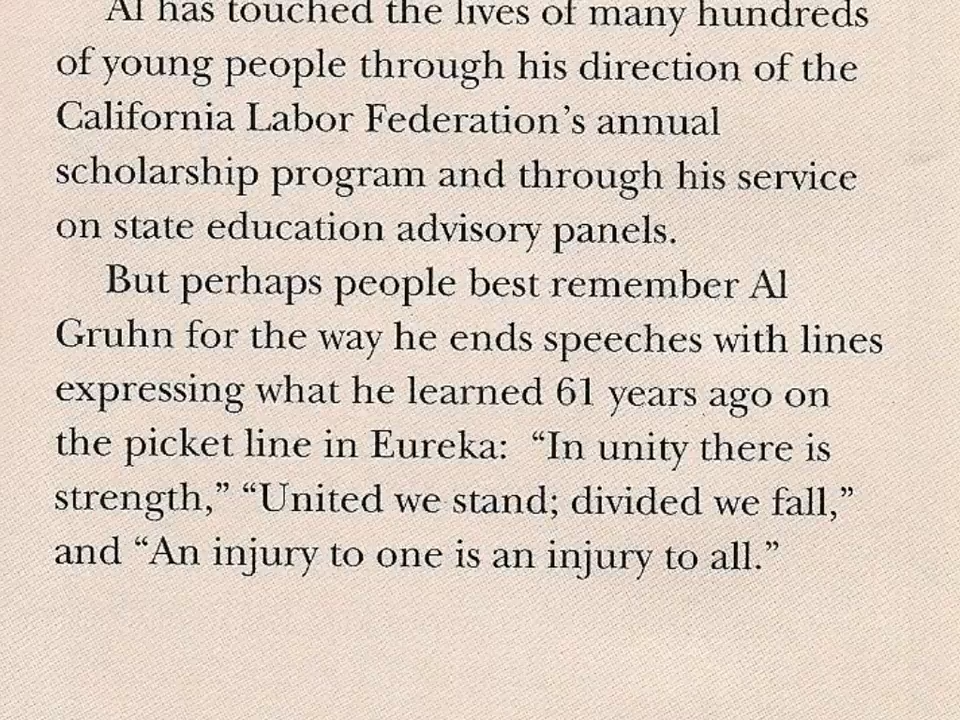 Al has touched the lives of many hundreds
of young people through his direction of the
California Labor Federation’s annual
scholarship program and through his service
on state education advisory panels.
But perhaps people best remember Al
Gruhn for the way he ends speeches with lines
expressing what he learned 61 years ago on
the picket line in Eureka:  “In unity there is
strength,” “United we stand; divided we fall,”
and “An injury to one is an injury to all.”